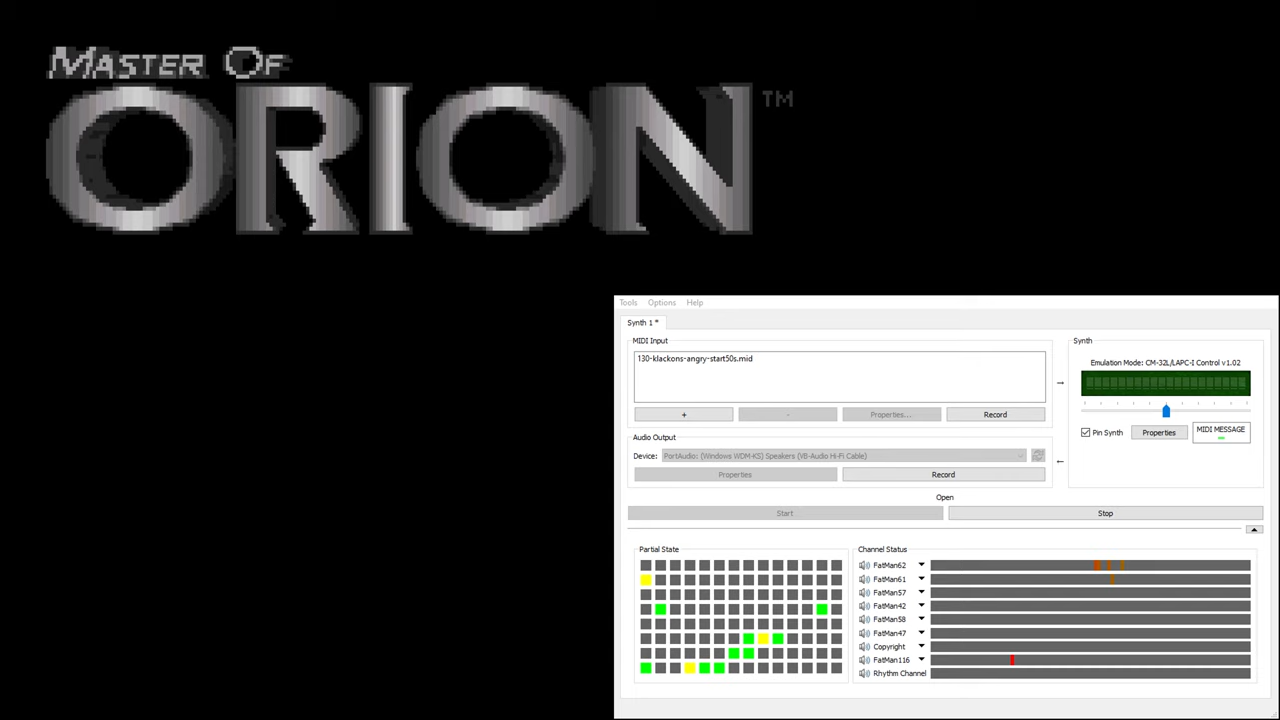 MASTER OF
ORION™
Tools Options Help
Synth 1 *
MIDI Input
130-klackons-angry-start50s.mid
+ - Properties... Record
Audio Output
Device: PortAudio: (Windows WDM-KS) Speakers (VB-Audio Hi-Fi Cable)
Properties Record
Synth
Emulation Mode: CM-32L/LAPC-I Control v1.02
Pin Synth Properties MIDI MESSAGE
Open
Start Stop
Partial State
Channel Status
FatMan62
FatMan61
FatMan57
FatMan42
FatMan58
FatMan47
Copyright
FatMan116
Rhythm Channel